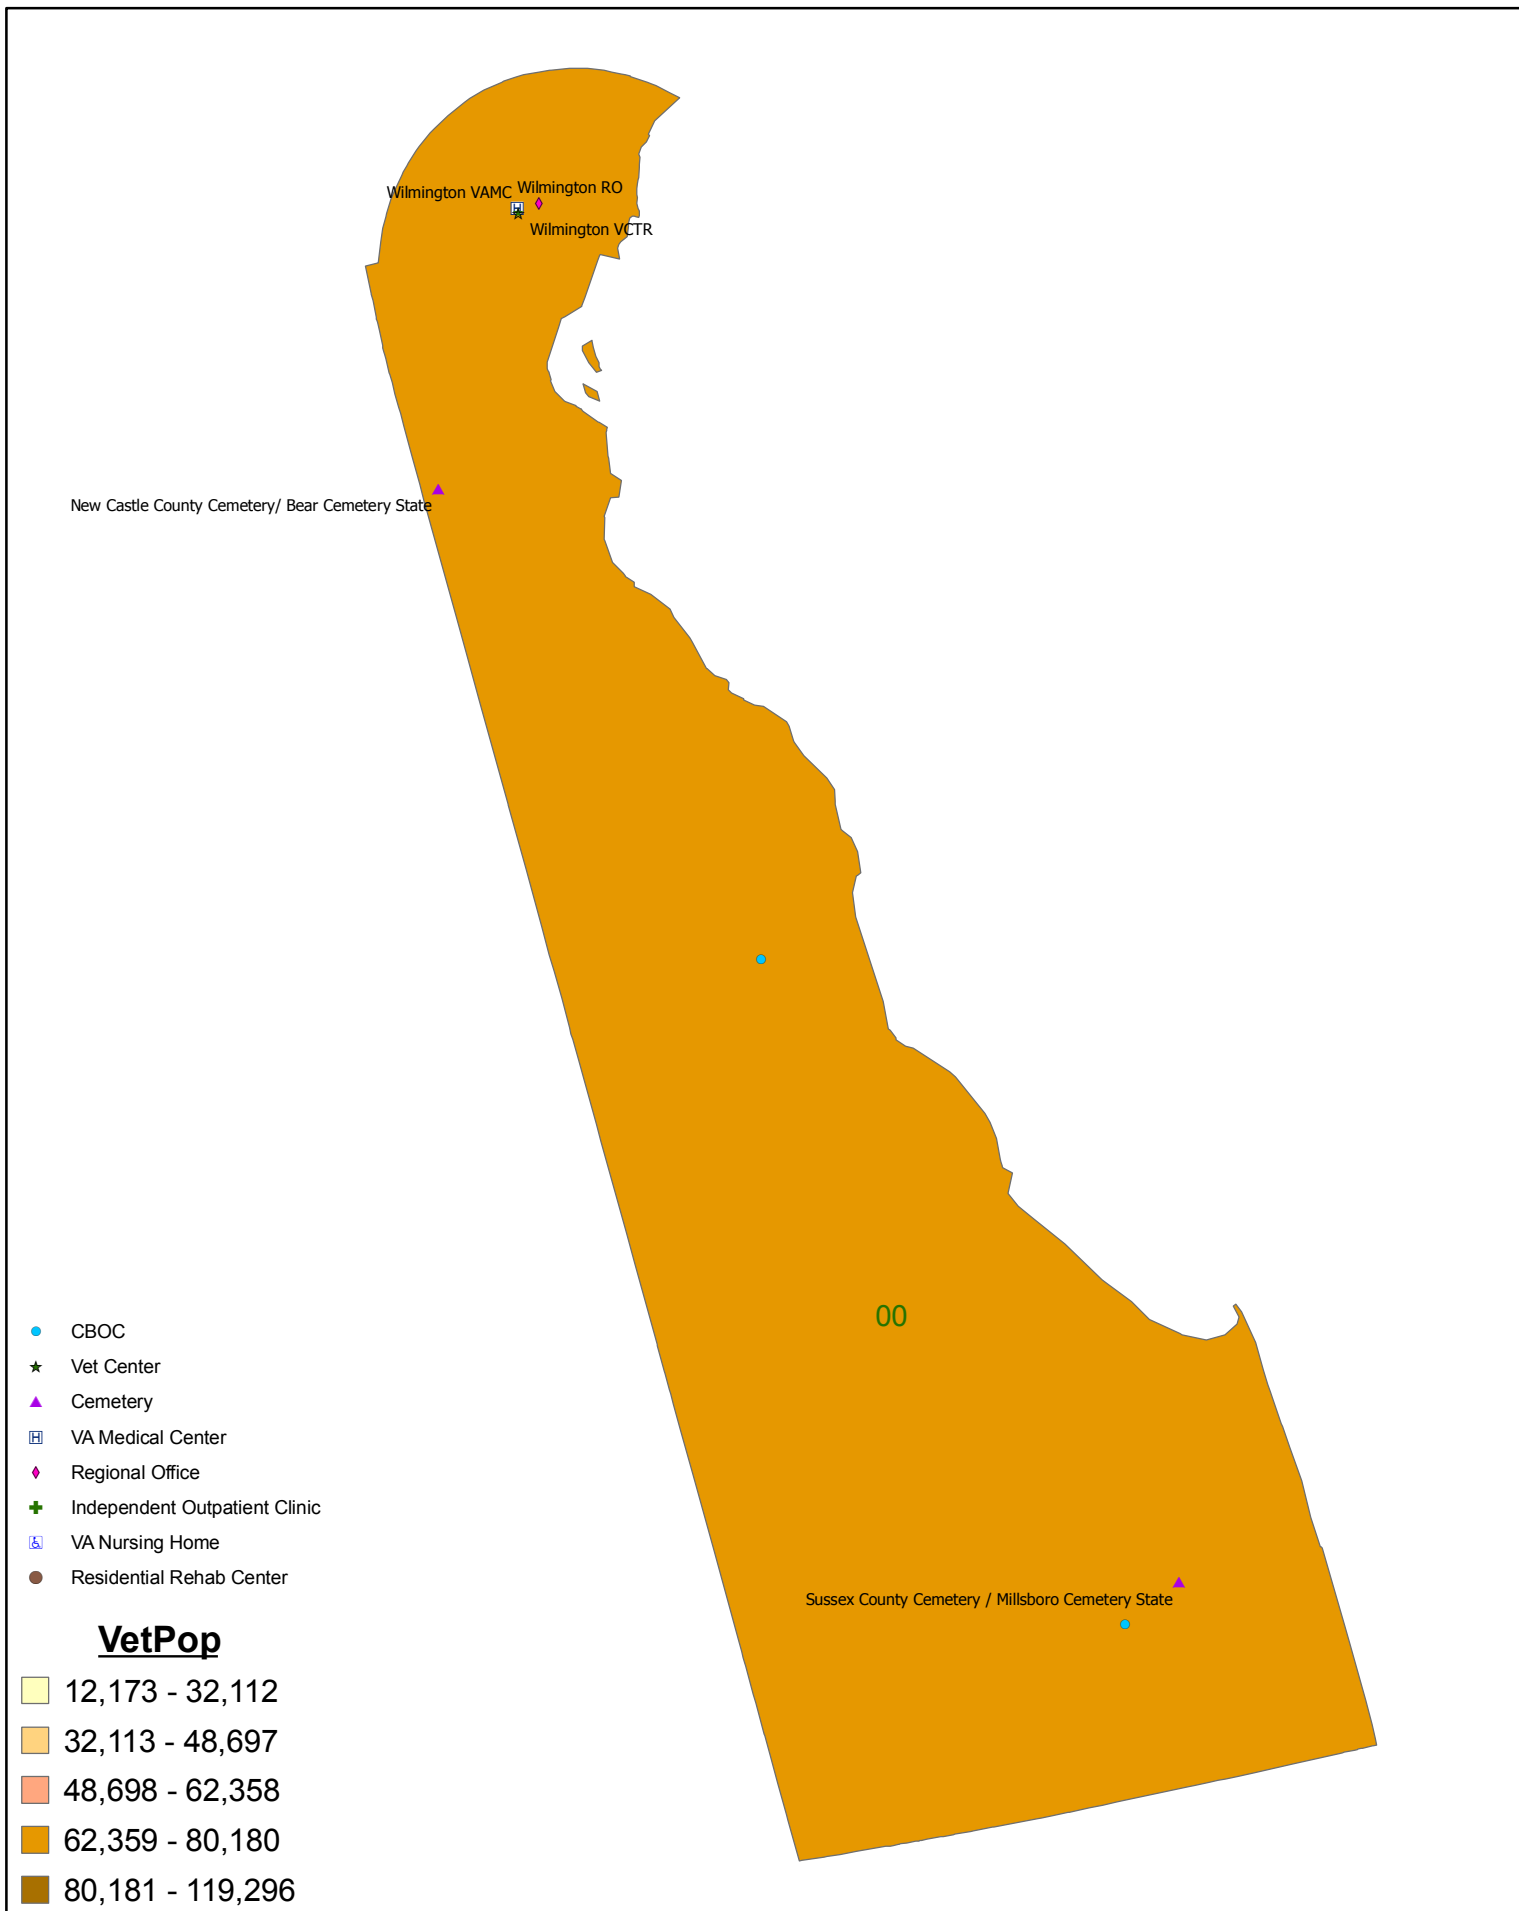 Wilmington VAMC
Wilmington RO
Wilmington VCTR
New Castle County Cemetery/ Bear Cemetery State
00
CBOC
Vet Center
Cemetery
H VA Medical Center
Regional Office
Independent Outpatient Clinic
VA Nursing Home
Residential Rehab Center
Sussex County Cemetery / Millsboro Cemetery State
VetPop
12,173 - 32,112
32,113 - 48,697
48,698 - 62,358
62,359 - 80,180
80,181 - 119,296